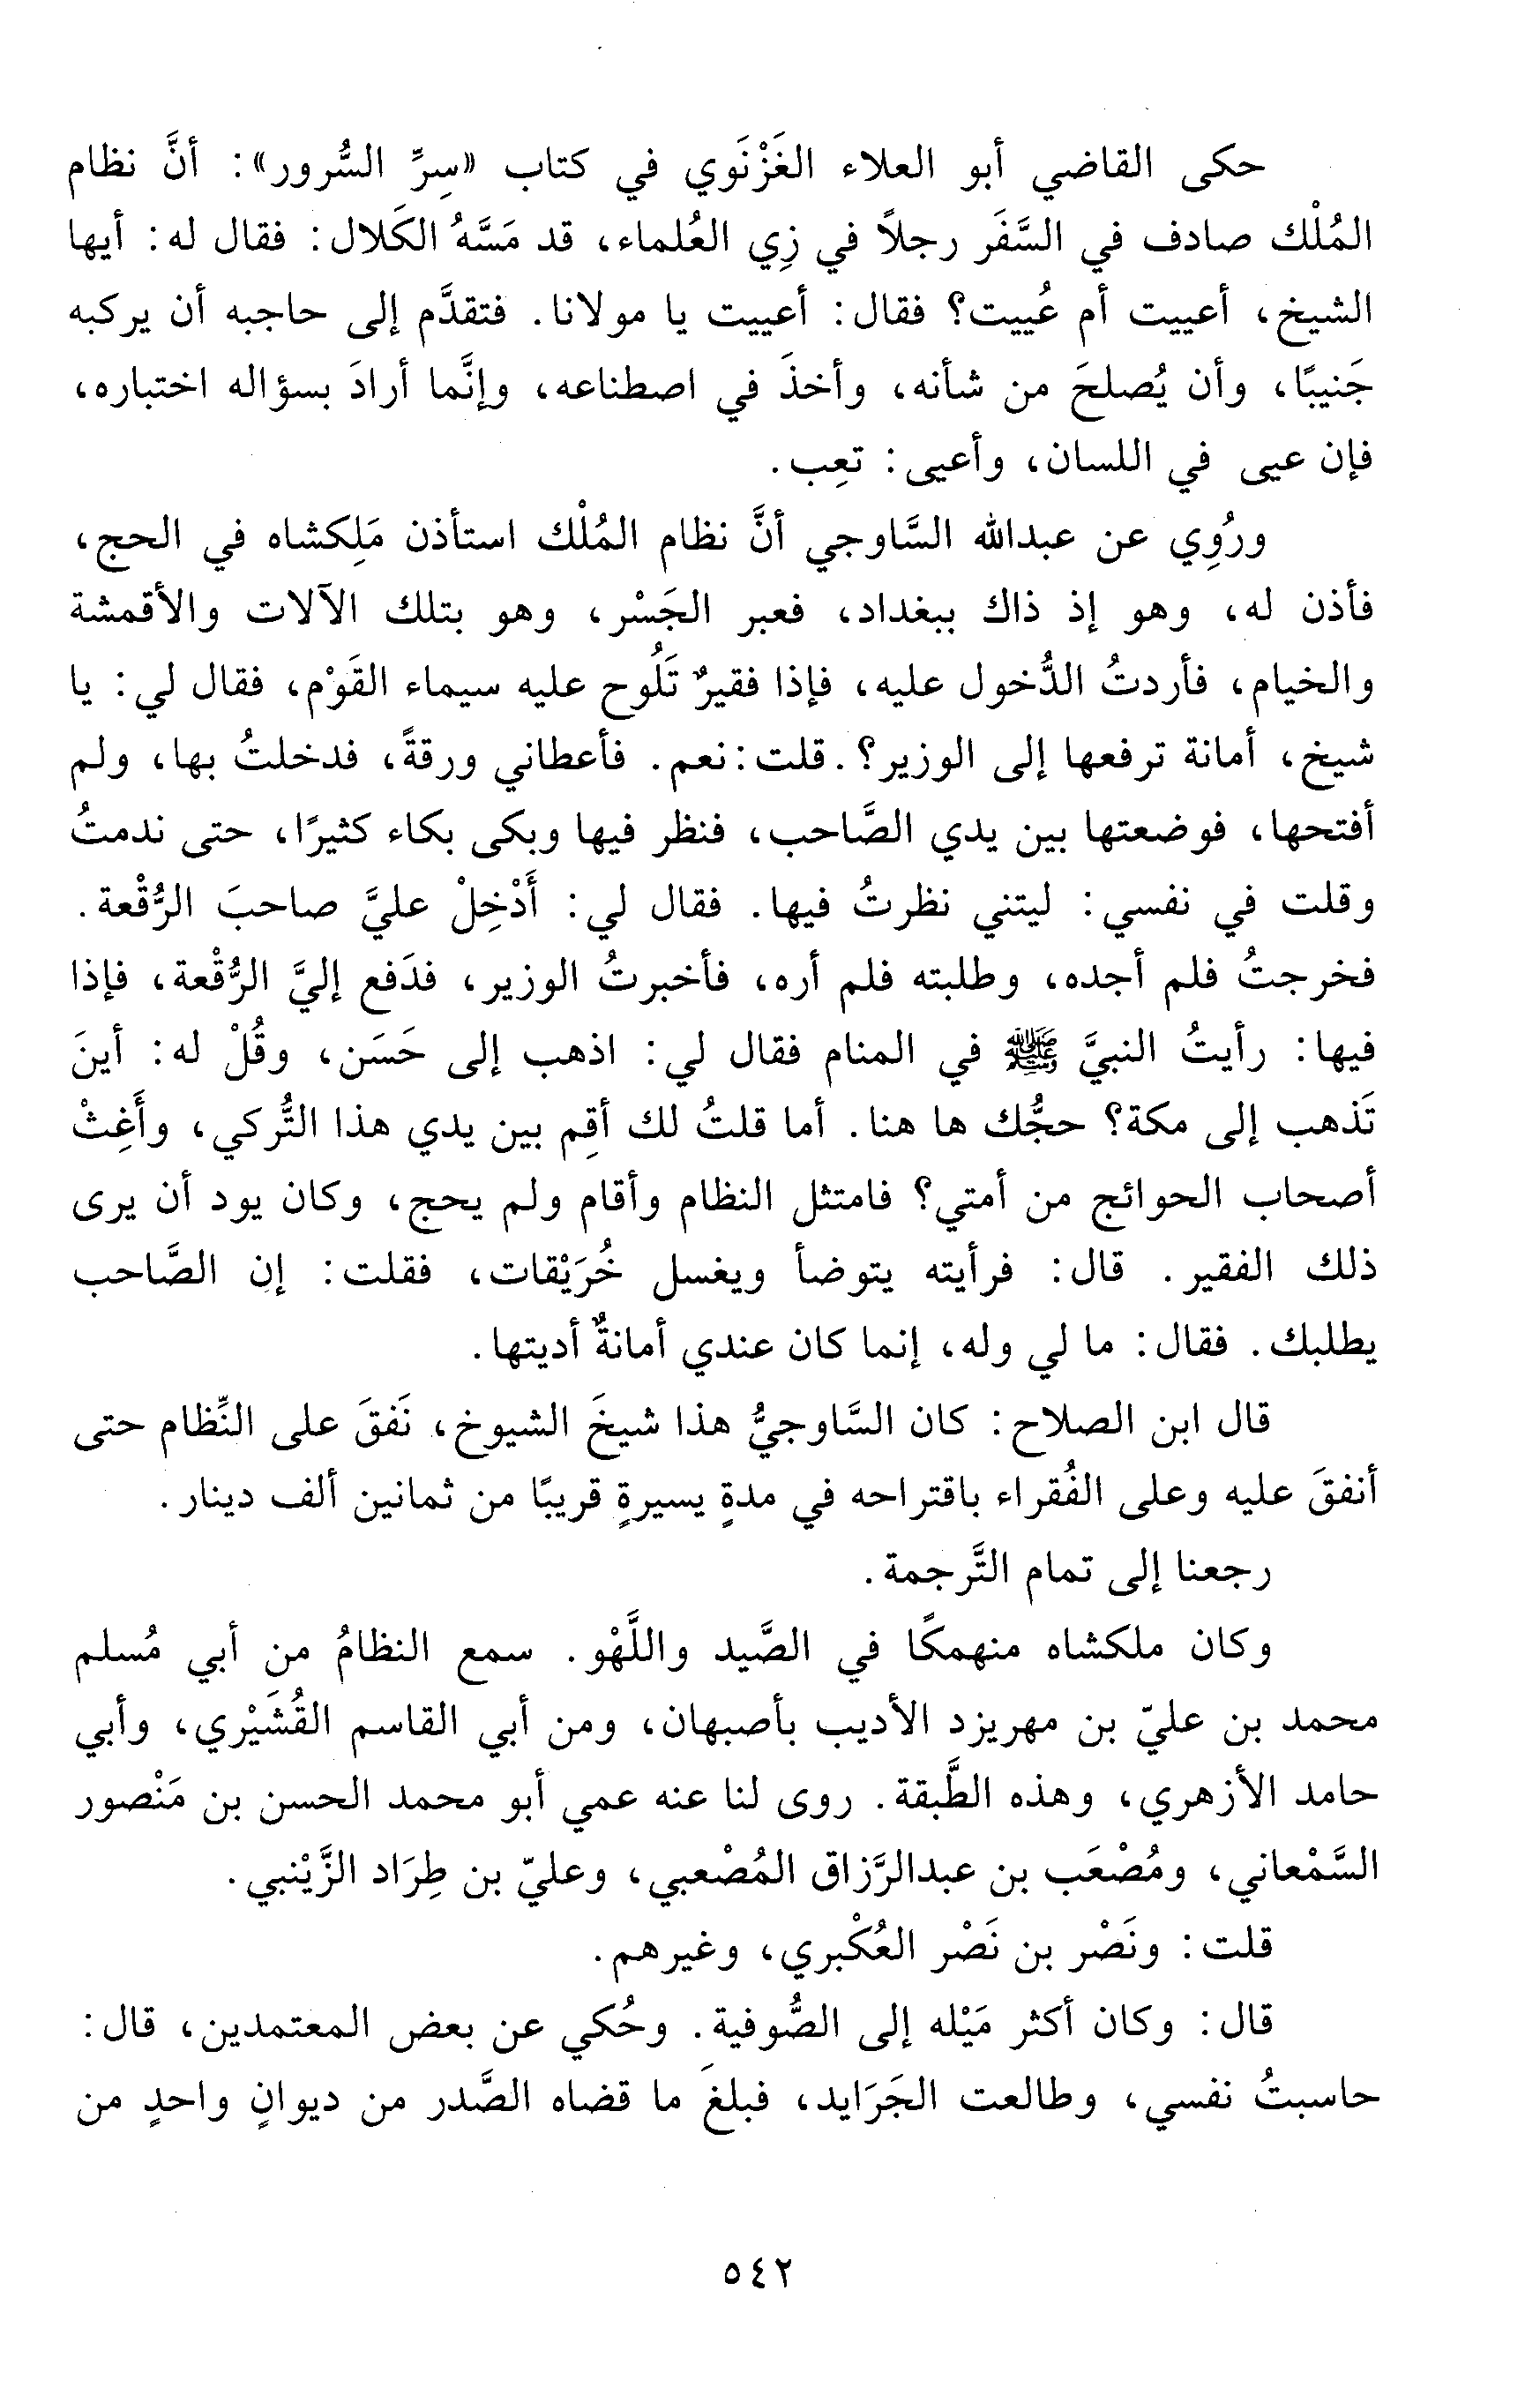 حكى القاضي أبو العلاء الغَزْنَوي في كتاب «سِرِّ السُّرور»: أنَّ نظام
المُلْك صادف في السَّفَر رجلاً في زِي العُلماء، قد مَسَّهُ الكَلال: فقال له: أيها
الشيخ، أعييت أم عُييت؟ فقال: أعييت يا مولانا. فتقدَّم إلى حاجبه أن يركبه
جَنيبًا، وأن يُصلحَ من شأنه، وأخذَ في اصطناعه، وإنَّما أرادَ بسؤاله اختباره،
فإن عيى في اللسان، وأعيى: تعِب.
ورُوِي عن عبدالله السَّاوجي أنَّ نظام المُلْك استأذن مَلِكشاه في الحج،
فأذن له، وهو إذ ذاك ببغداد، فعبر الجَسْر، وهو بتلك الآلات والأقمشة
والخيام، فأردتُ الدُّخول عليه، فإذا فقيرٌ تَلُوح عليه سيماء القَوْم، فقال لي: يا
شيخ، أمانة ترفعها إلى الوزير؟. قلت: نعم. فأعطاني ورقةً، فدخلتُ بها، ولم
أفتحها، فوضعتها بين يدي الصَّاحب، فنظر فيها وبكى بكاء كثيرًا، حتى ندمتُ
وقلت في نفسي: ليتني نظرتُ فيها. فقال لي: أَدْخِلْ عليَّ صاحبَ الرُّقْعة.
فخرجتُ فلم أجده، وطلبته فلم أره، فأخبرتُ الوزير، فدَفع إليَّ الرُّقْعة، فإذا
فيها: رأيتُ النبيَّ ﷺ في المنام فقال لي: اذهب إلى حَسَن، وقُلْ له: أينَ
تَذهب إلى مكة؟ حجُّك ها هنا. أما قلتُ لك أقِم بين يدي هذا التُّركي، وأَغِثْ
أصحاب الحوائج من أمتي؟ فامتثل النظام وأقام ولم يحج، وكان يود أن يرى
ذلك الفقير. قال: فرأيته يتوضأ ويغسل خُرَيْقات، فقلت: إن الصَّاحب
يطلبك. فقال: ما لي وله، إنما كان عندي أمانةٌ أديتها.
قال ابن الصلاح: كان السَّاوجيُّ هذا شيخَ الشيوخ، نَفقَ على النِّظام حتى
أنفقَ عليه وعلى الفُقراء باقتراحه في مدةٍ يسيرةٍ قريبًا من ثمانين ألف دينار.
رجعنا إلى تمام التَّرجمة.
وكان ملكشاه منهمكًا في الصَّيد واللَّهْو. سمع النظامُ من أبي مُسلم
محمد بن عليّ بن مهريزد الأديب بأصبهان، ومن أبي القاسم القُشَيْري، وأبي
حامد الأزهري، وهذه الطَّبقة. روى لنا عنه عمي أبو محمد الحسن بن مَنْصور
السَّمْعاني، ومُصْعَب بن عبدالرَّزاق المُصْعبي، وعليّ بن طِرَاد الزَّيْنبي.
قلت: ونَصْر بن نَصْر العُكْبري، وغيرهم.
قال: وكان أكثر مَيْله إلى الصُّوفية. وحُكي عن بعض المعتمدين، قال:
حاسبتُ نفسي، وطالعت الجَرَايد، فبلغَ ما قضاه الصَّدر من ديوانٍ واحدٍ من
٥٤٢